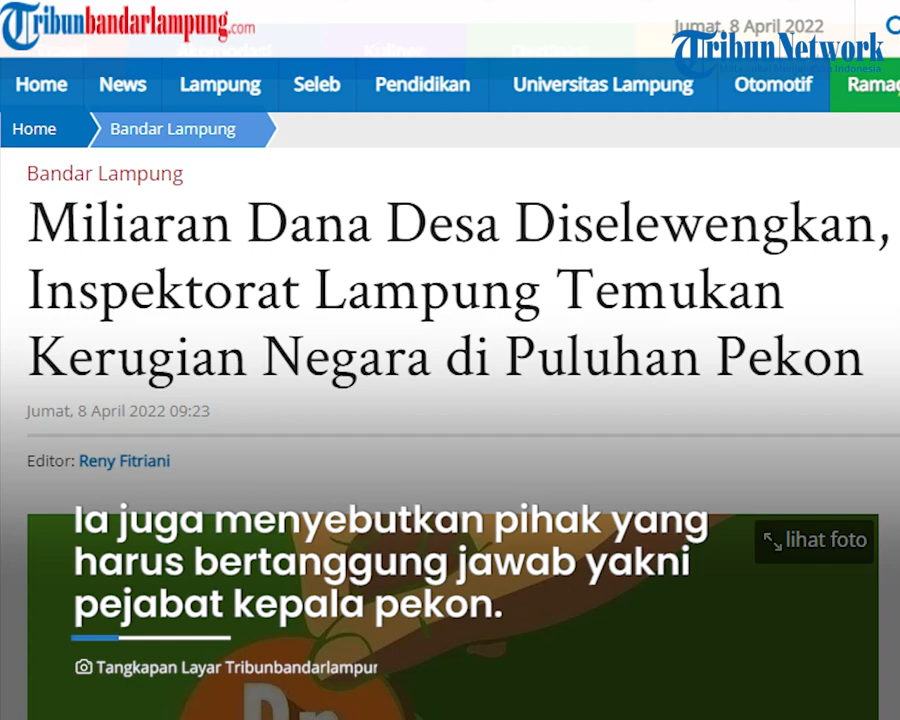 Tribunbandarlampung.com
Jumat, 8 April 2022
TribunNetwork
Home News Lampung Seleb Pendidikan Universitas Lampung Otomotif
Home Bandar Lampung
Bandar Lampung
Miliaran Dana Desa Diselewengkan,
Inspektorat Lampung Temukan
Kerugian Negara di Puluhan Pekon
Jumat, 8 April 2022 09:23
Editor: Reny Fitriani
lihat foto
Ia juga menyebutkan pihak yang
harus bertanggung jawab yakni
pejabat kepala pekon.
Tangkapan Layar Tribunbandarlampur
Rp